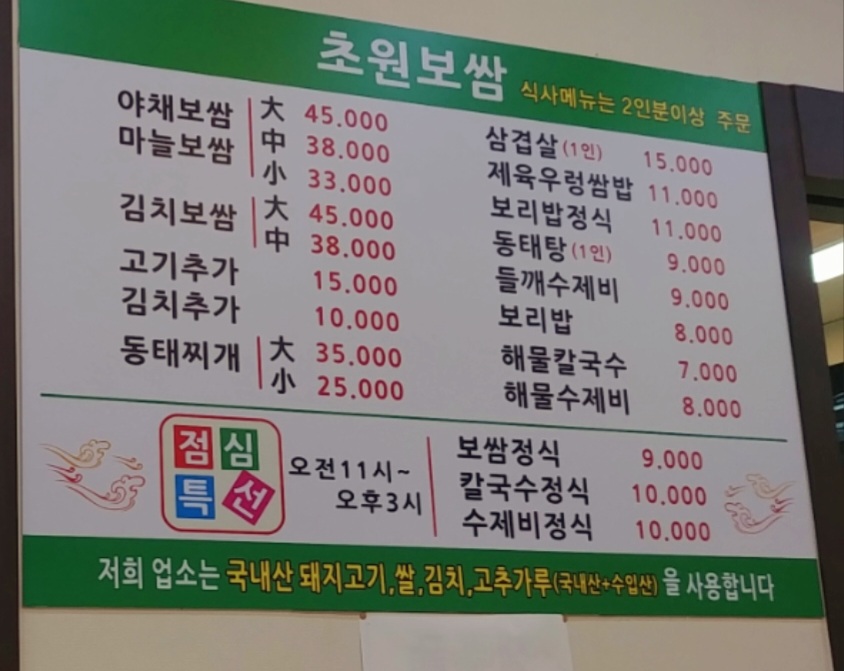 초원보쌈 식사메뉴는 2인분이상 주문
야채보쌈 大 45.000
마늘보쌈 中 38.000
小 33.000
김치보쌈 大 45.000
中 38.000
고기추가 15.000
김치추가 10.000
동태찌개 大 35.000
小 25.000
삼겹살(1인) 15.000
제육우렁쌈밥 11.000
보리밥정식 11.000
동태탕(1인) 9.000
들깨수제비 9.000
보리밥 8.000
해물칼국수 7.000
해물수제비 8.000
점심
특선
오전11시~
오후3시
보쌈정식 9.000
칼국수정식 10.000
수제비정식 10.000
저희 업소는 국내산 돼지고기,쌀,김치,고추가루(국내산+수입산)을 사용합니다